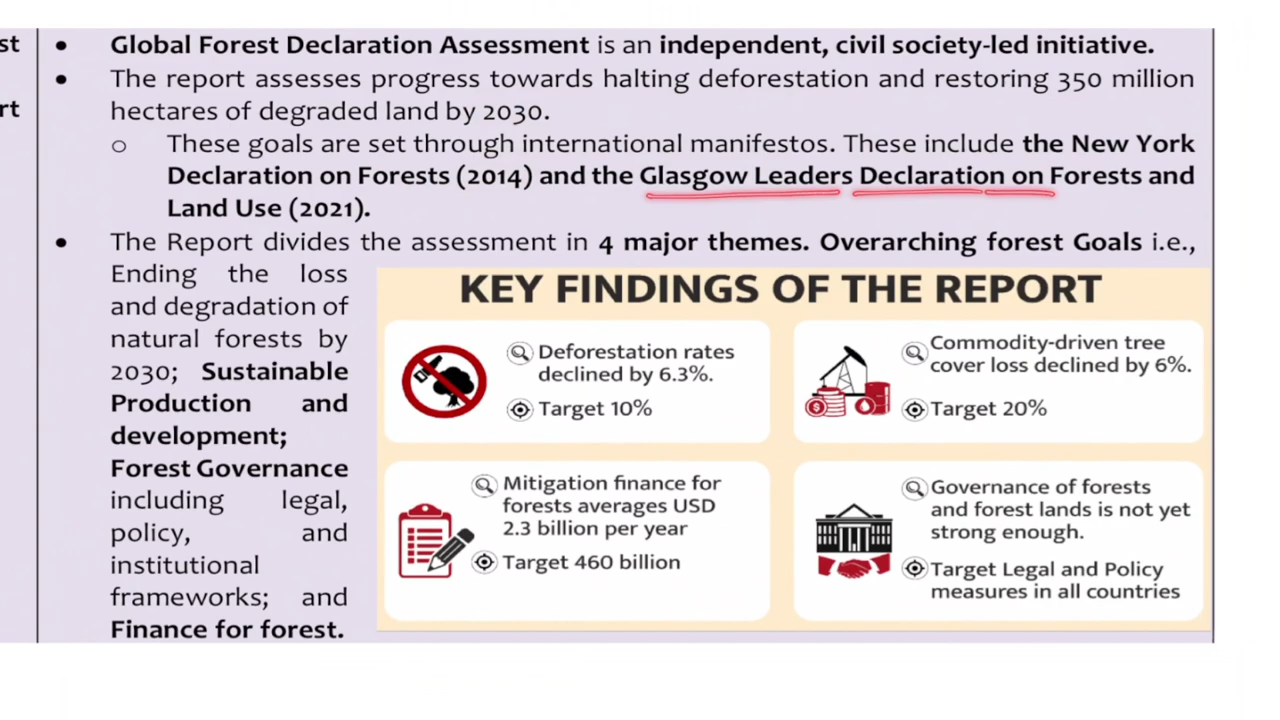 st
rt
• Global Forest Declaration Assessment is an independent, civil society-led initiative.
• The report assesses progress towards halting deforestation and restoring 350 million
hectares of degraded land by 2030.
o These goals are set through international manifestos. These include the New York
Declaration on Forests (2014) and the Glasgow Leaders Declaration on Forests and
Land Use (2021).
• The Report divides the assessment in 4 major themes. Overarching forest Goals i.e.,
Ending the loss
and degradation of
natural forests by
2030; Sustainable
Production and
development;
Forest Governance
including legal,
policy, and
institutional
frameworks; and
Finance for forest.
KEY FINDINGS OF THE REPORT
Deforestation rates
declined by 6.3%.
Target 10%
Commodity-driven tree
cover loss declined by 6%.
Target 20%
Mitigation finance for
forests averages USD
2.3 billion per year
Target 460 billion
Governance of forests
and forest lands is not yet
strong enough.
Target Legal and Policy
measures in all countries